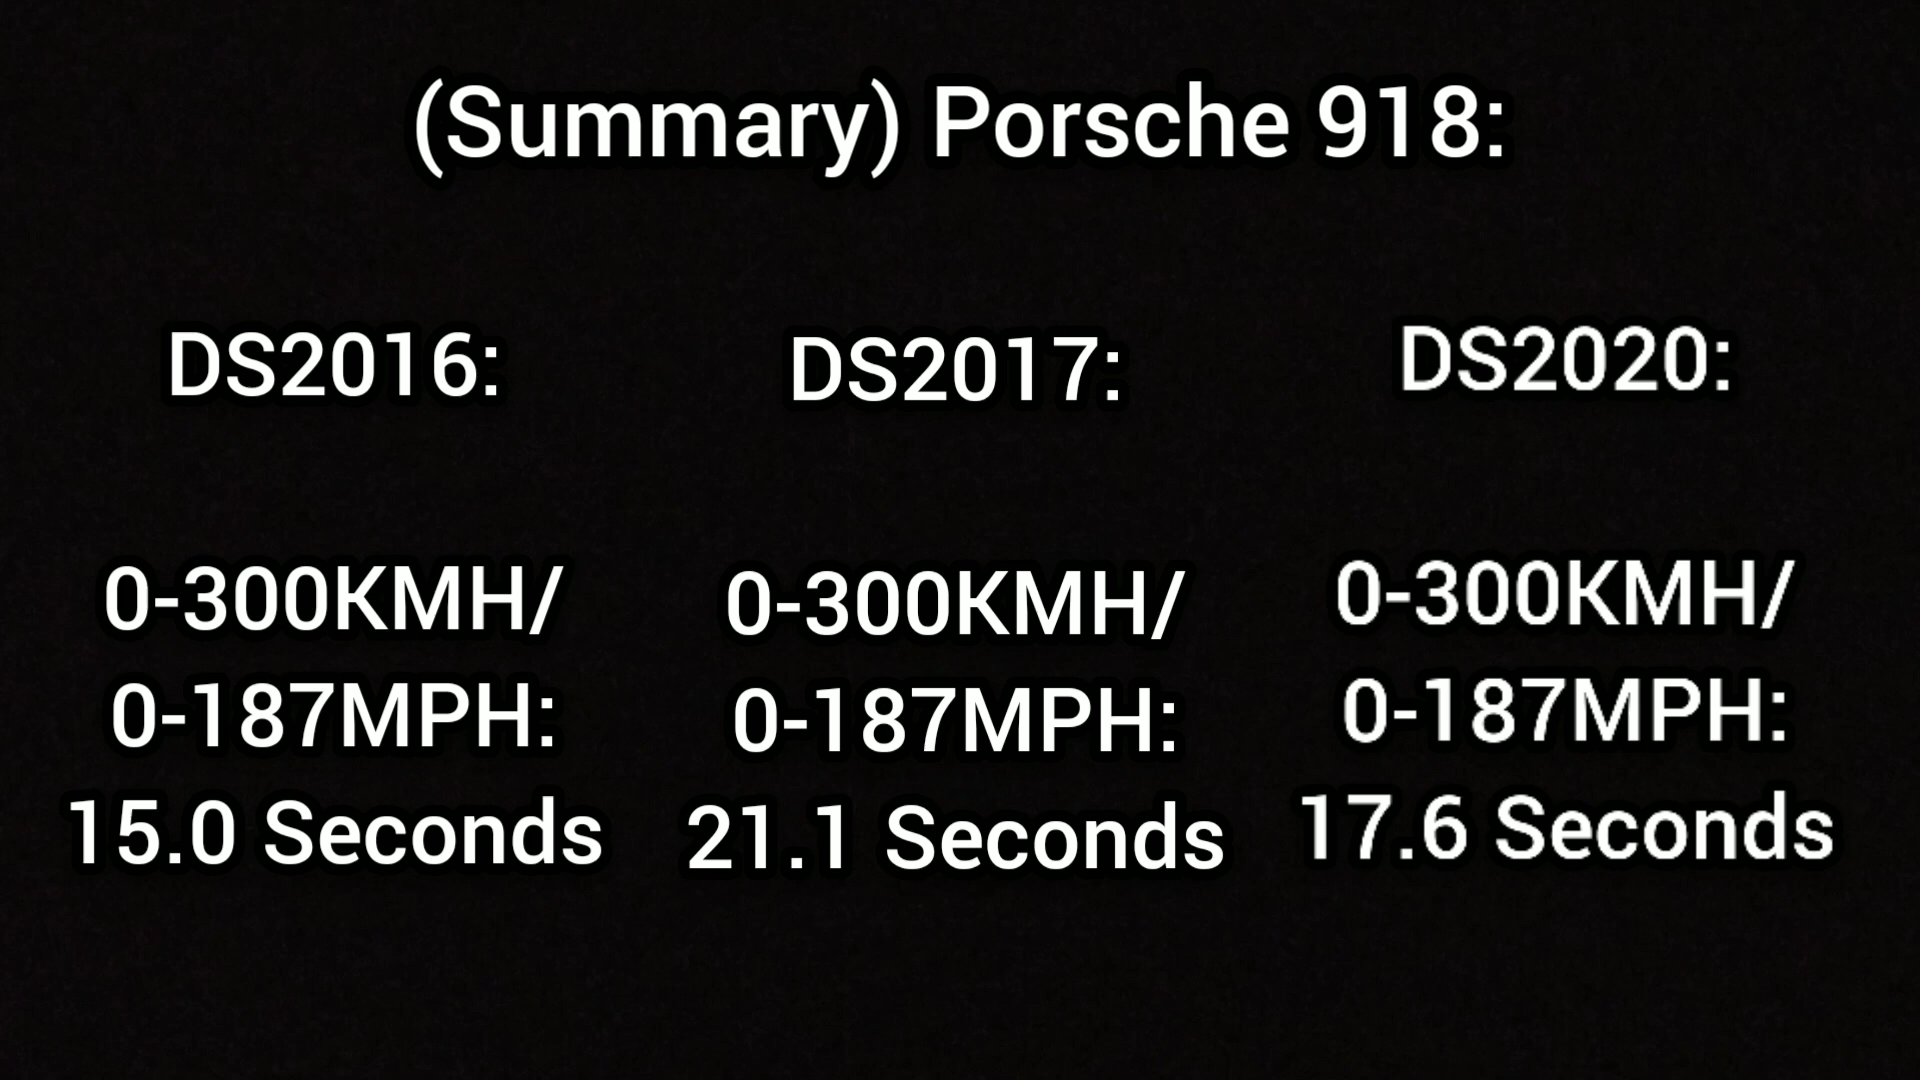 (Summary) Porsche 918:
DS2016:
0-300KMH/
0-187MPH:
15.0 Seconds
DS2017:
0-300KMH/
0-187MPH:
21.1 Seconds
DS2020:
0-300KMH/
0-187MPH:
17.6 Seconds